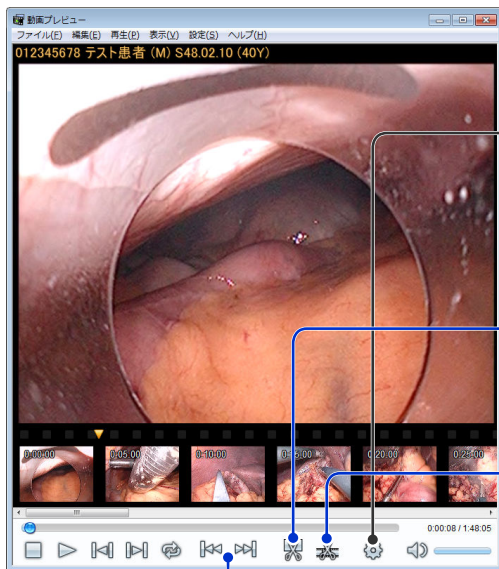 動画プレビュー
ファイル(F) 編集(E) 再生(P) 表示(V) 設定(S) ヘルプ(H)
012345678 テスト患者 (M) S48.02.10 (40Y)
0:00:00 0:05:00 0:10:00 0:15:00 0:20:00 0:25:00
0:00:08 / 1:48:05